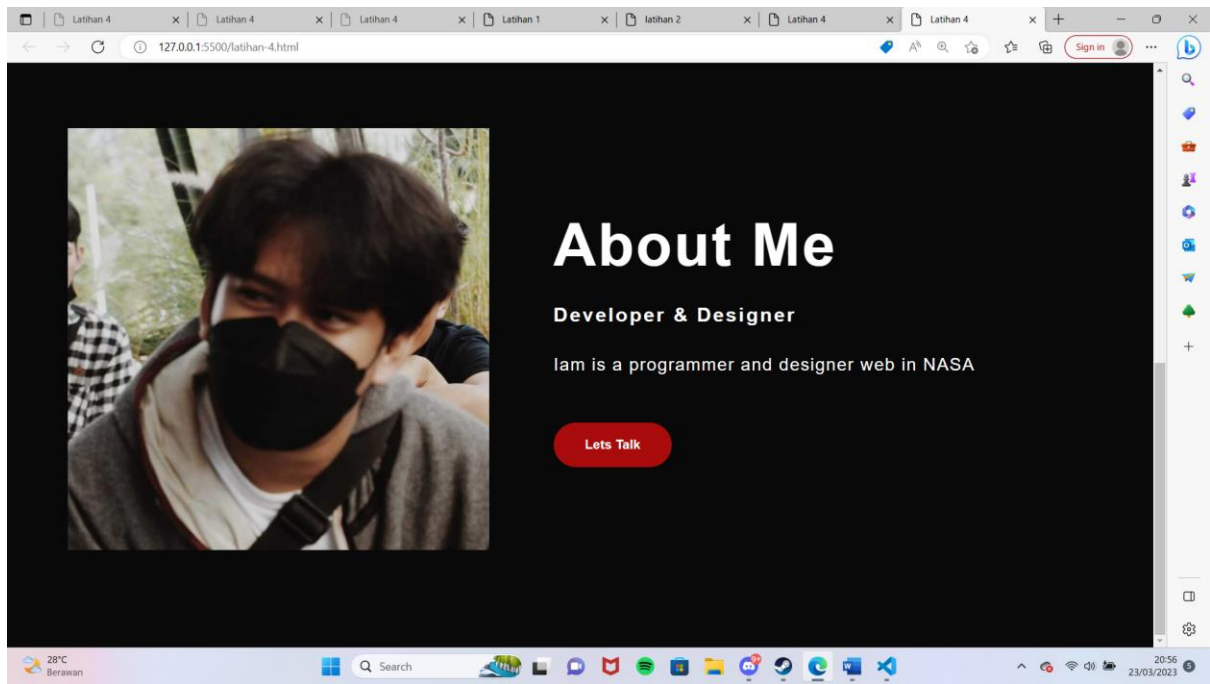 Latihan 4
Latihan 4
Latihan 4
Latihan 1
latihan 2
Latihan 4
Latihan 4
127.0.0.1:5500/latihan-4.html
Sign in
About Me
Developer & Designer
Iam is a programmer and designer web in NASA
Lets Talk
28°C
Berawan
Search
20:56
23/03/2023
5